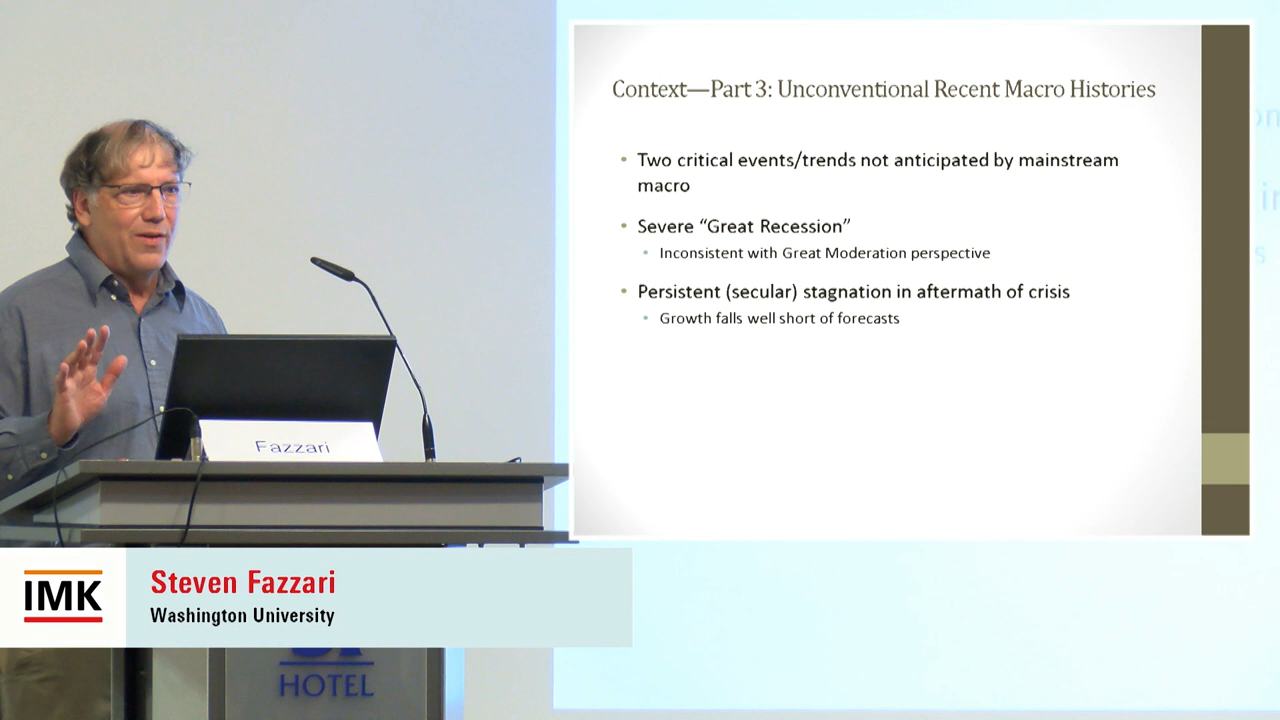 Context—Part 3: Unconventional Recent Macro Histories
• Two critical events/trends not anticipated by mainstream
macro
• Severe “Great Recession”
• Inconsistent with Great Moderation perspective
• Persistent (secular) stagnation in aftermath of crisis
• Growth falls well short of forecasts
Fazzari
IMK
Steven Fazzari
Washington University
HOTEL